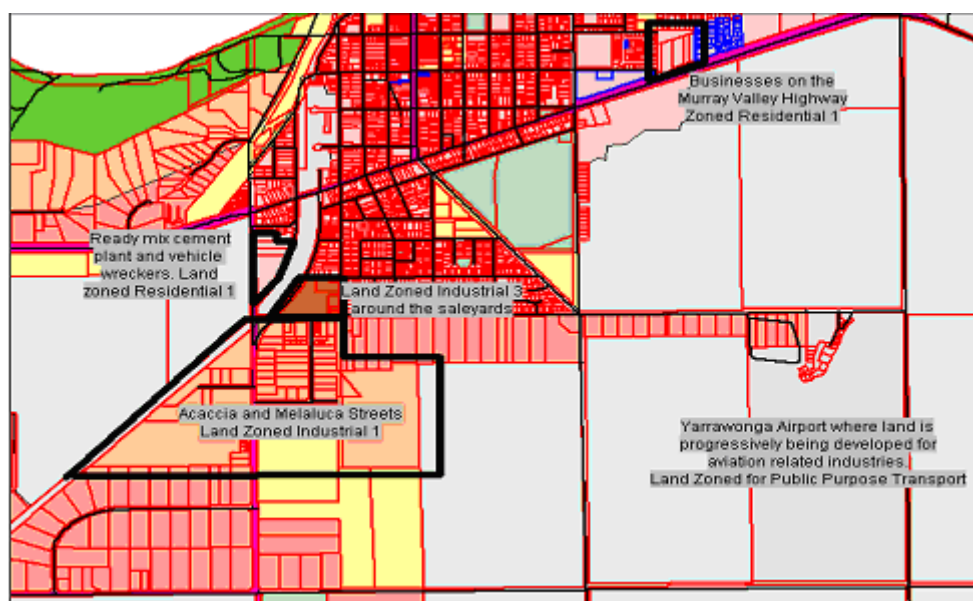 Businesses on the
Murray Valley Highway
Zoned Residential 1
Ready mix cement
plant and vehicle
wreckers. Land
zoned Residential 1
Land Zoned Industrial 3
around the saleyards
Acaccia and Melaluca Streets
Land Zoned Industrial 1
Yarrawonga Airport where land is
progressively being developed for
aviation related industries.
Land Zoned for Public Purpose Transport